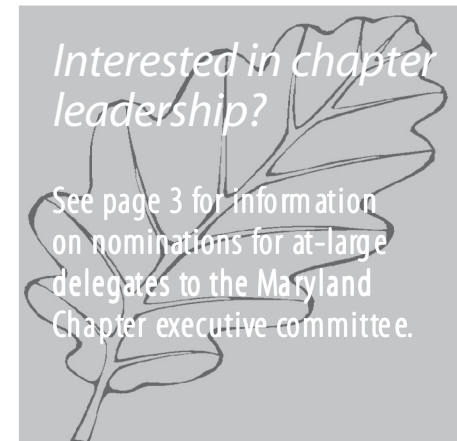 Interested in chapter
leadership?
See page 3 for information
on nominations for at-large
delegates to the Maryland
Chapter executive committee.